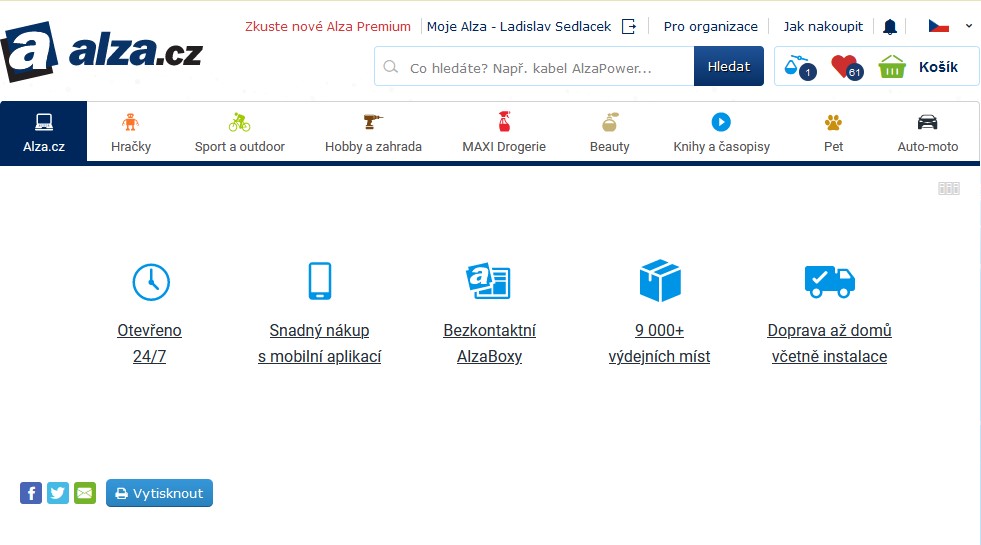 Zkuste nové Alza Premium Moje Alza - Ladislav Sedlacek Pro organizace Jak nakoupit
a alza.cz
Co hledáte? Např. kabel AlzaPower... Hledat 1 61 Košík
Alza.cz Hračky Sport a outdoor Hobby a zahrada MAXI Drogerie Beauty Knihy a časopisy Pet Auto-moto
Otevřeno
24/7
Snadný nákup
s mobilní aplikací
a
Bezkontaktní
AlzaBoxy
9 000+
výdejních míst
Doprava až domů
včetně instalace
f Vytisknout